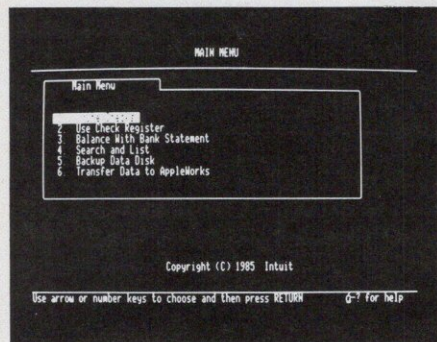 MAIN MENU
Main Menu
2. Use Check Register
3. Balance With Bank Statement
4. Search and List
5. Backup Data Disk
6. Transfer Data to AppleWorks
Copyright (C) 1985 Intuit
Use arrow or number keys to choose and then press RETURN
-? for help